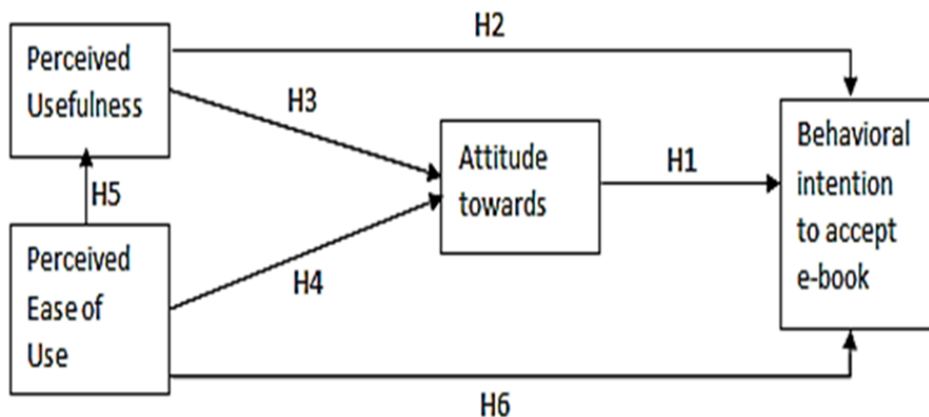 H2
Perceived
Usefulness
H3
Attitude
towards
H1
Behavioral
intention
to accept
e-book
H5
Perceived
Ease of
Use
H4
H6